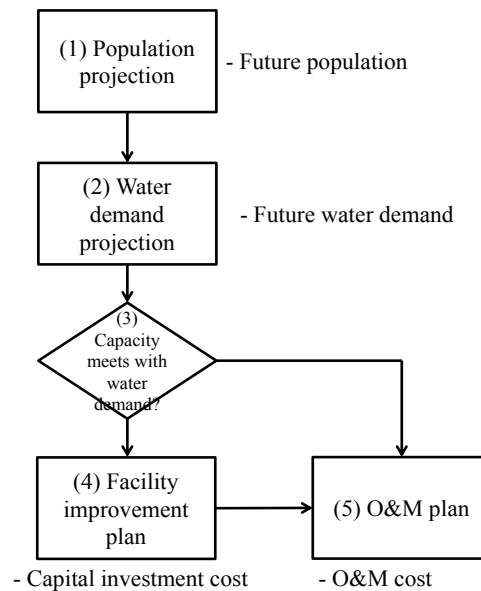 (1) Population
projection
- Future population
(2) Water
demand
projection
- Future water demand
(3)
Capacity
meets with
water
demand?
(4) Facility
improvement
plan
(5) O&M plan
- Capital investment cost
- O&M cost